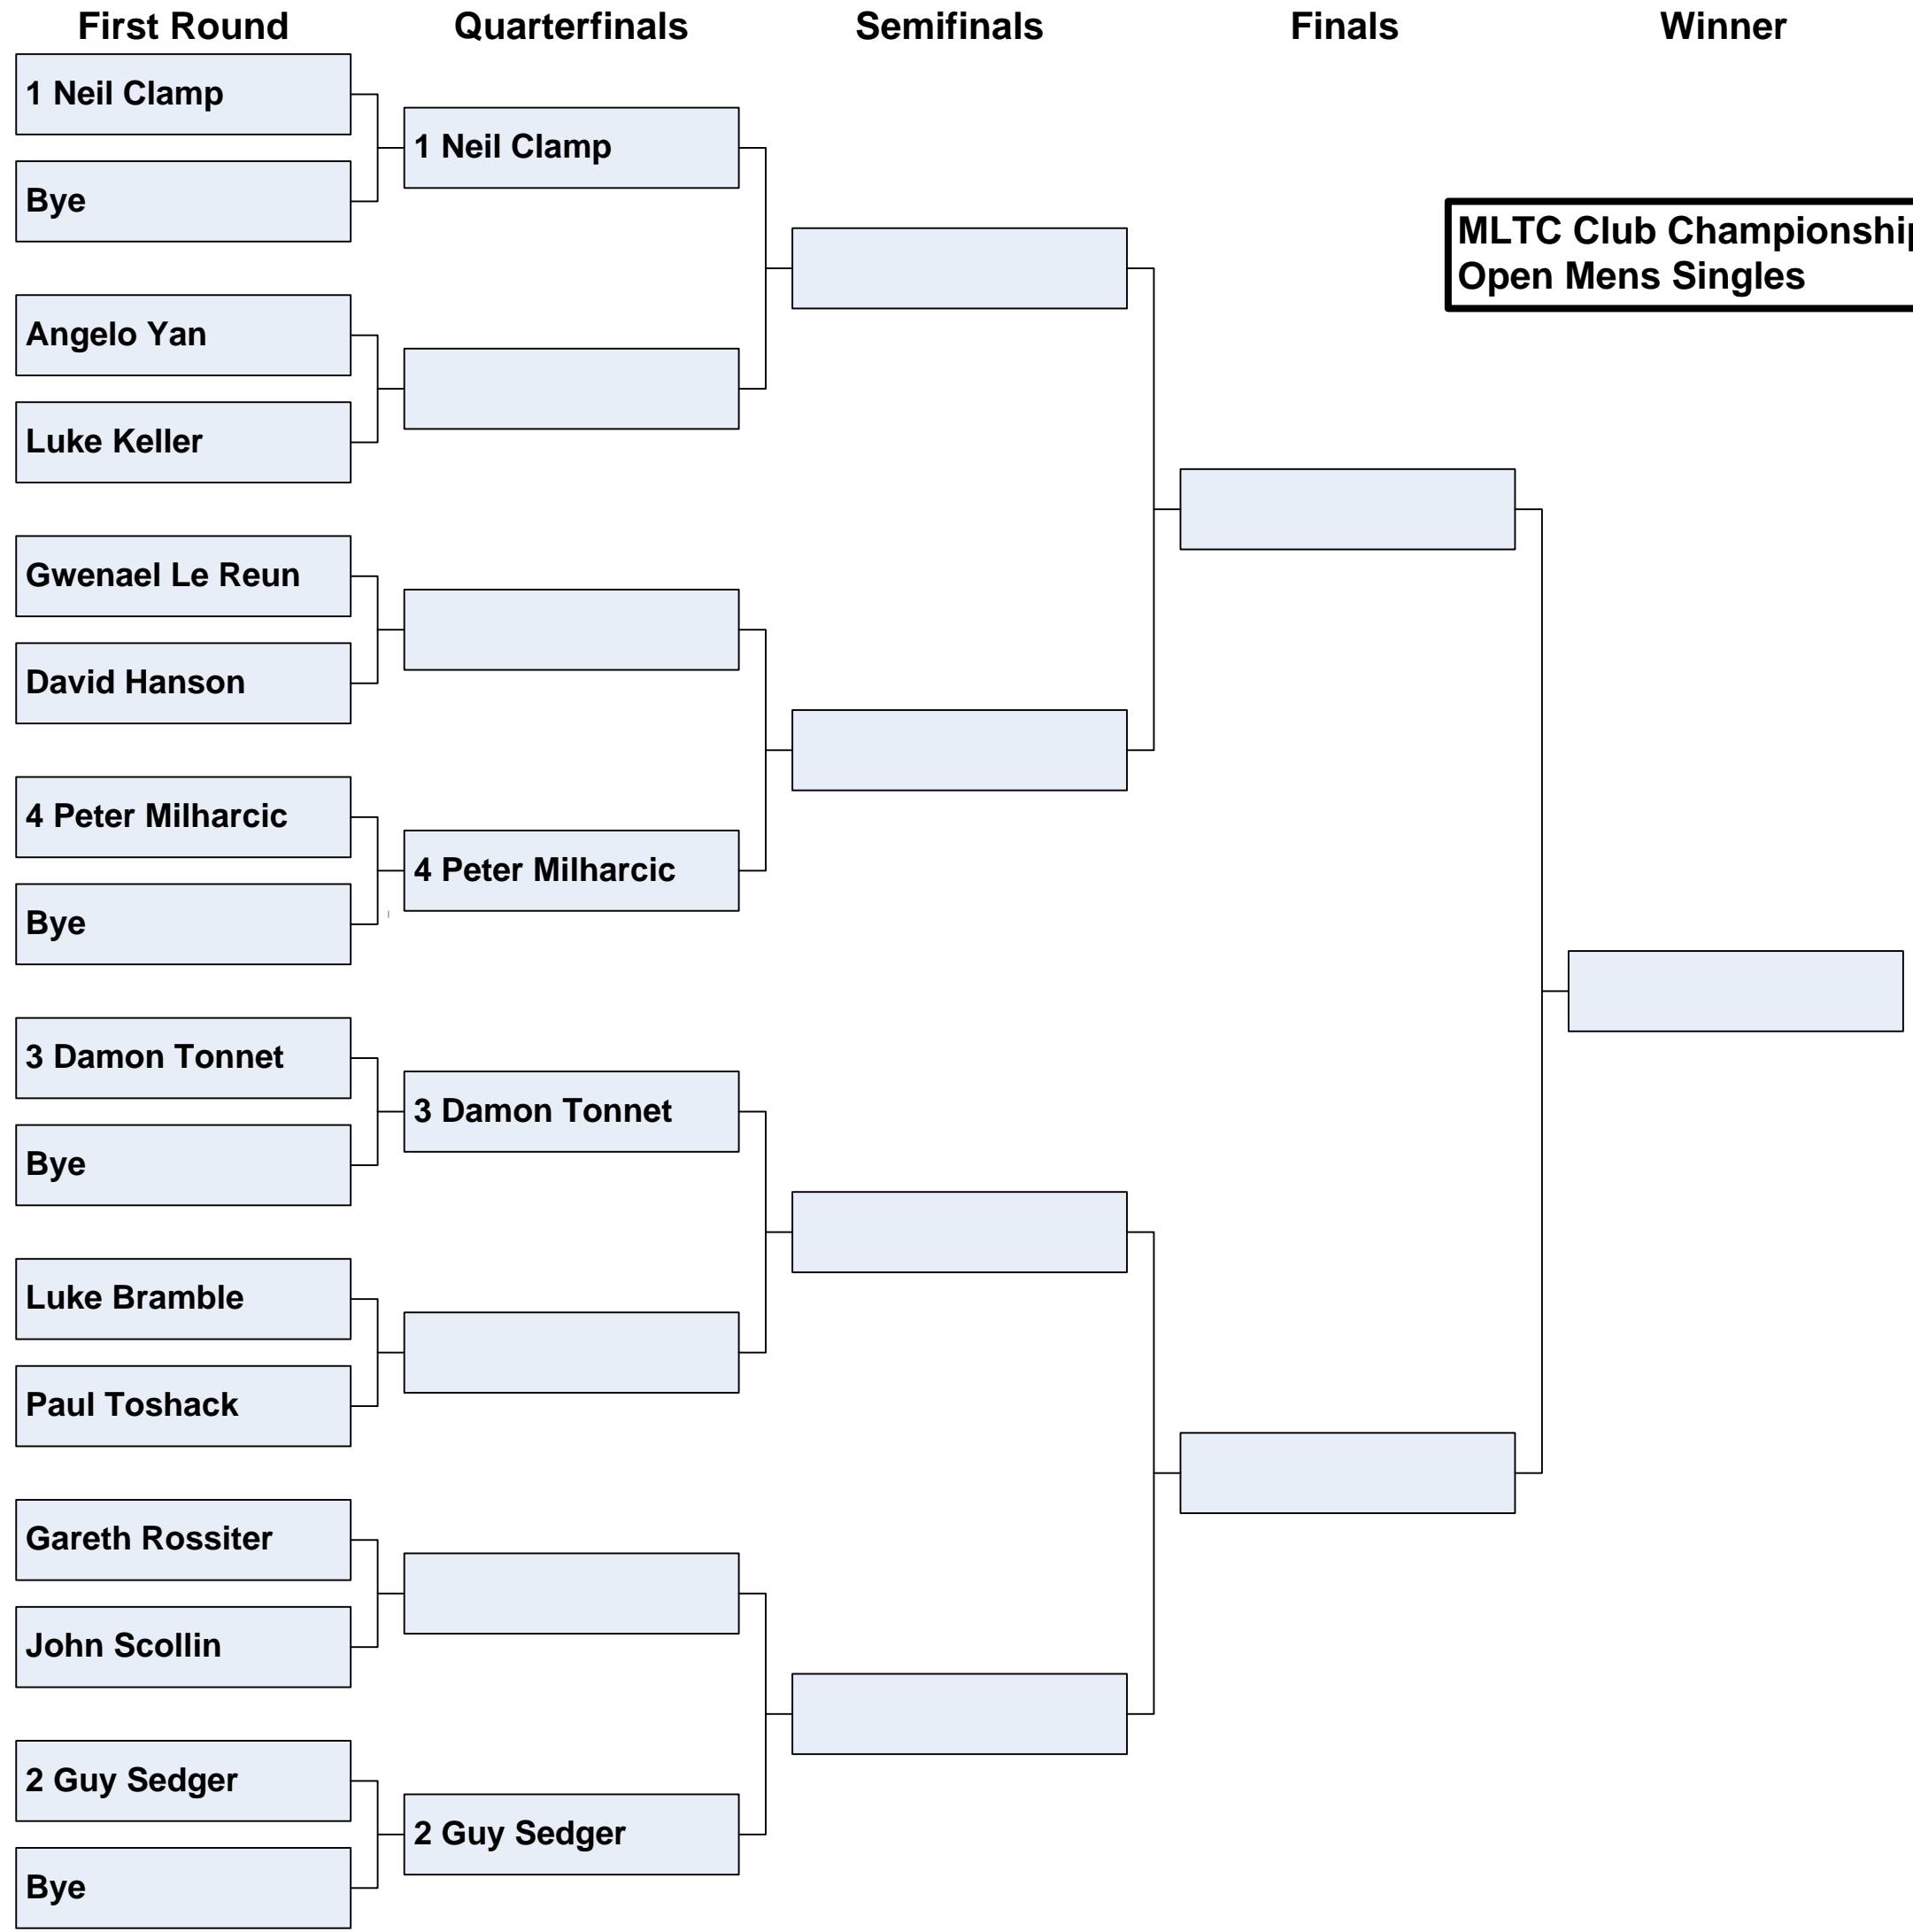 First Round
Quarterfinals
Semifinals
Finals
Winner
1 Neil Clamp
Bye
Angelo Yan
Luke Keller
Gwenael Le Reun
David Hanson
4 Peter Milharcic
Bye
3 Damon Tonnet
Bye
Luke Bramble
Paul Toshack
Gareth Rossiter
John Scollin
2 Guy Sedger
Bye
1 Neil Clamp
4 Peter Milharcic
3 Damon Tonnet
2 Guy Sedger
MLTC Club Championship
Open Mens Singles